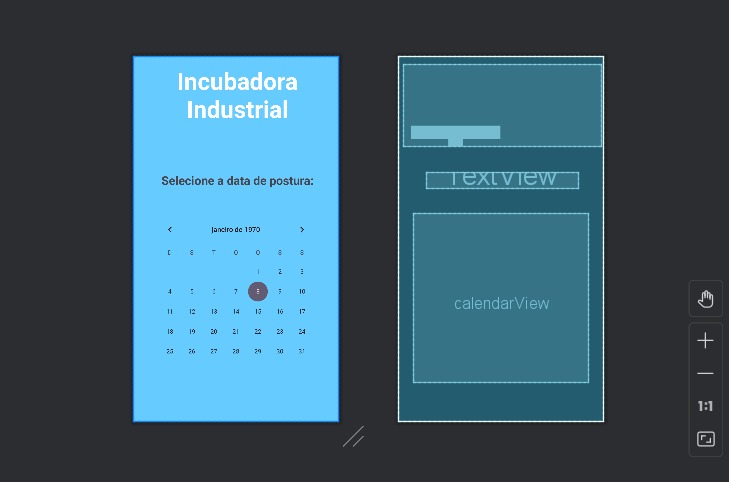 Incubadora
Industrial
Selecione a data de postura:
janeiro de 1970
D S T Q Q S S
1 2 3
4 5 6 7 8 9 10
11 12 13 14 15 16 17
18 19 20 21 22 23 24
25 26 27 28 29 30 31
TextView
calendarView
1:1